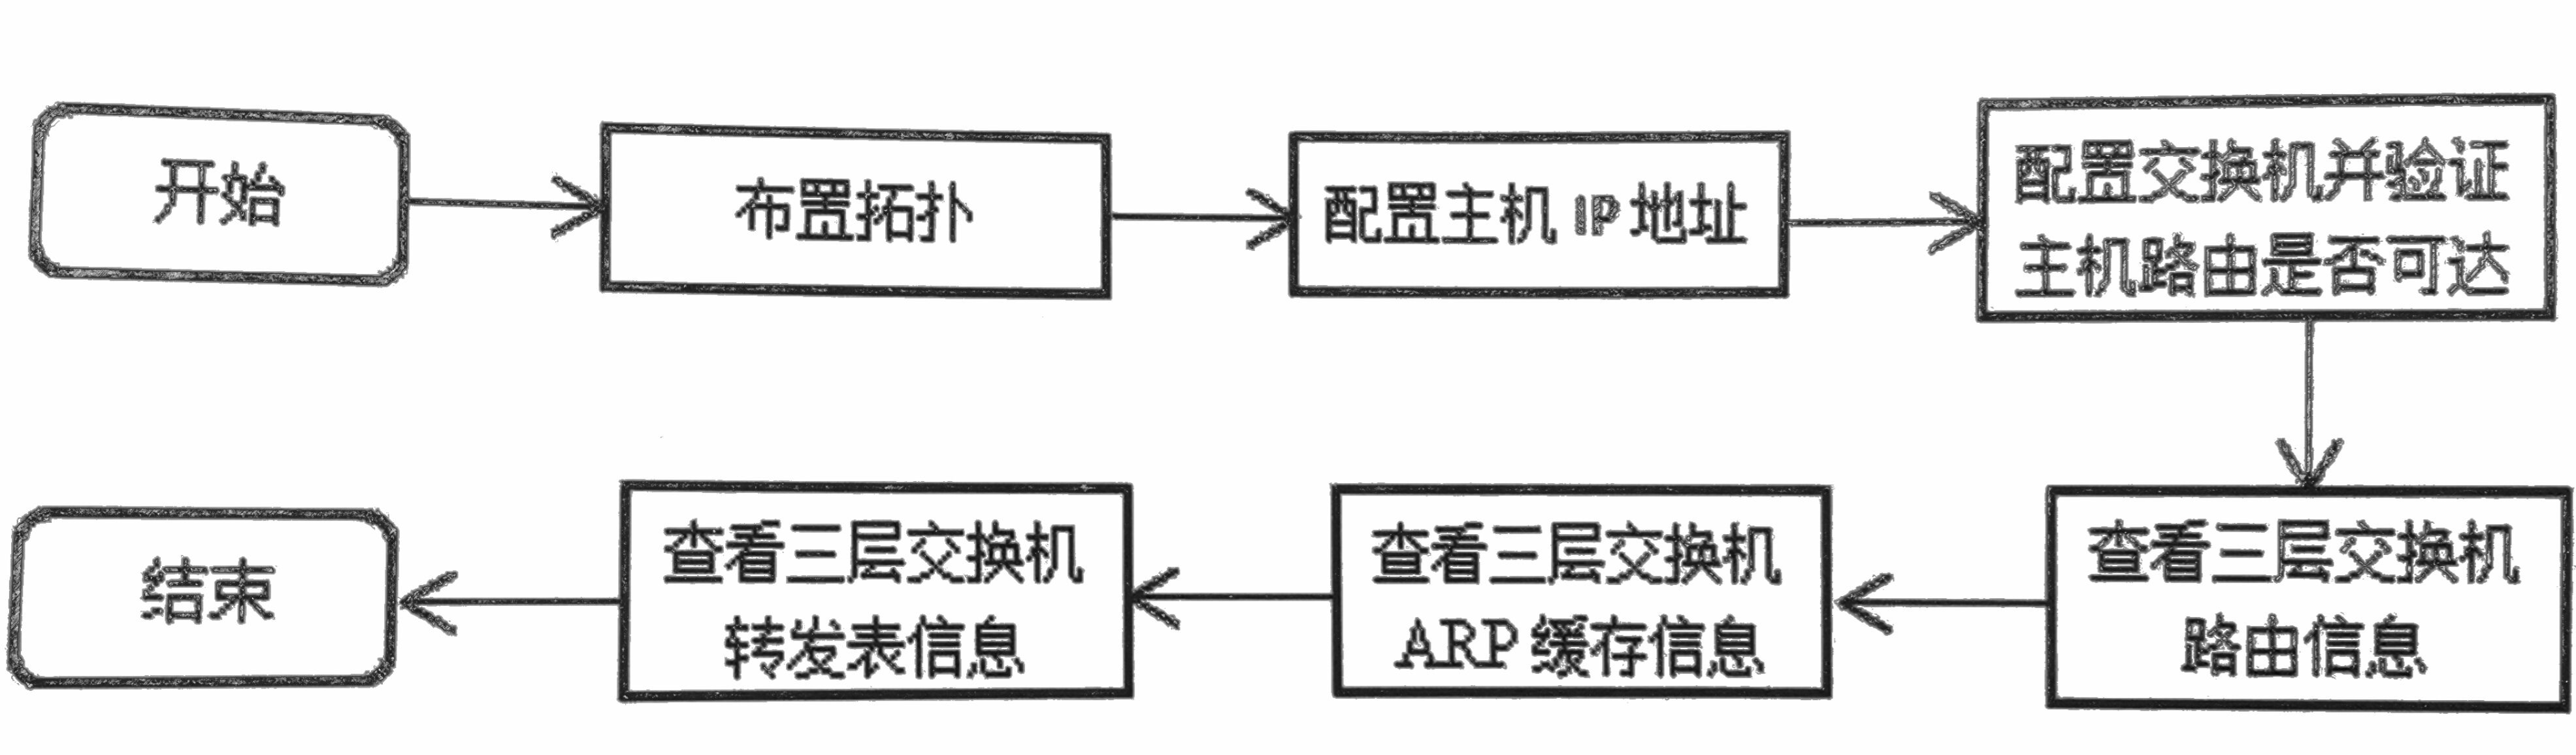 开始
布置拓扑
配置主机 IP 地址
配置交换机并验证
主机路由是否可达
查看三层交换机
路由信息
查看三层交换机
ARP 缓存信息
查看三层交换机
转发表信息
结束